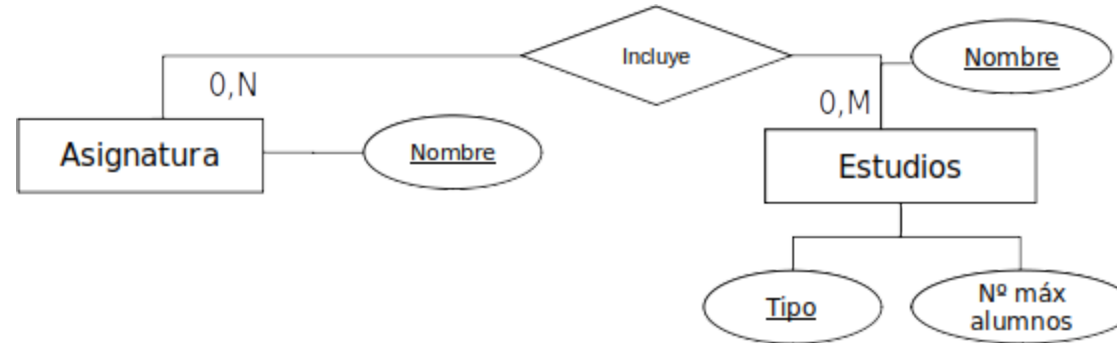 Incluye
Nombre
0,N
0,M
Asignatura
Nombre
Estudios
Tipo
Nº máx
alumnos